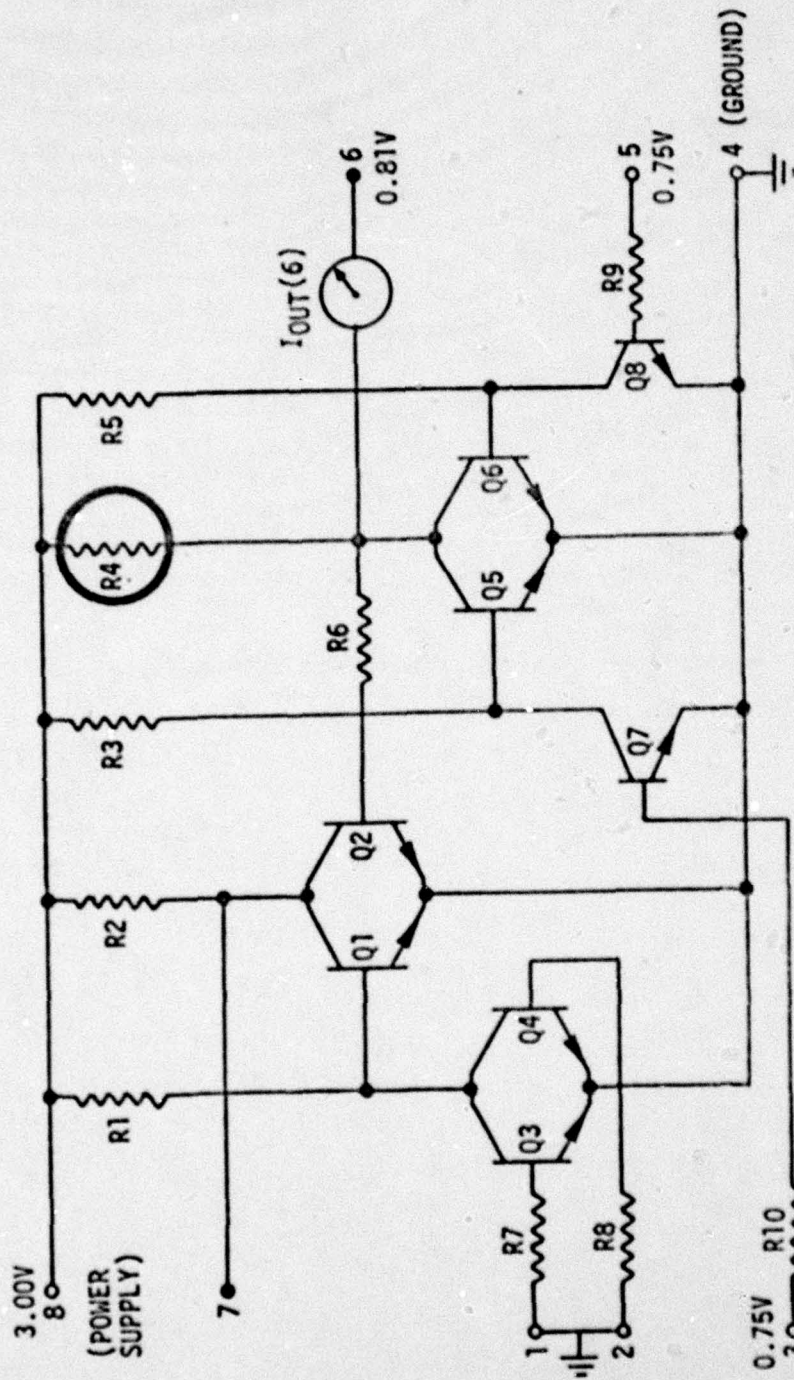 3.00V
8
(POWER
SUPPLY)
7
R1
R2
R3
R4
R5
IOUT(6)
6
0.81V
R6
Q1
Q2
Q3
Q4
Q5
Q6
Q7
Q8
R9
5
0.75V
R7
R8
1
2
4 (GROUND)
0.75V
3
R10